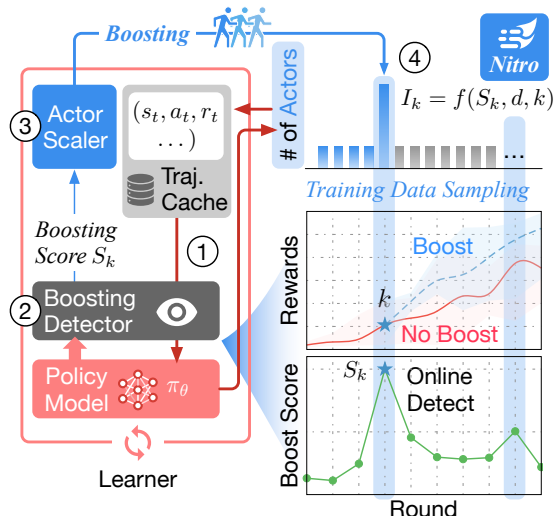 Boosting
④
Nitro
③
Actor
Scaler
(s_t, a_t, r_t
...)
Traj.
Cache
# of Actors
I_k = f(S_k, d, k)
...
Training Data Sampling
Boosting
Score S_k
①
②
Boosting
Detector
Policy
Model
π_θ
Learner
Rewards
Boost
k
No Boost
Boost Score
S_k
Online
Detect
Round